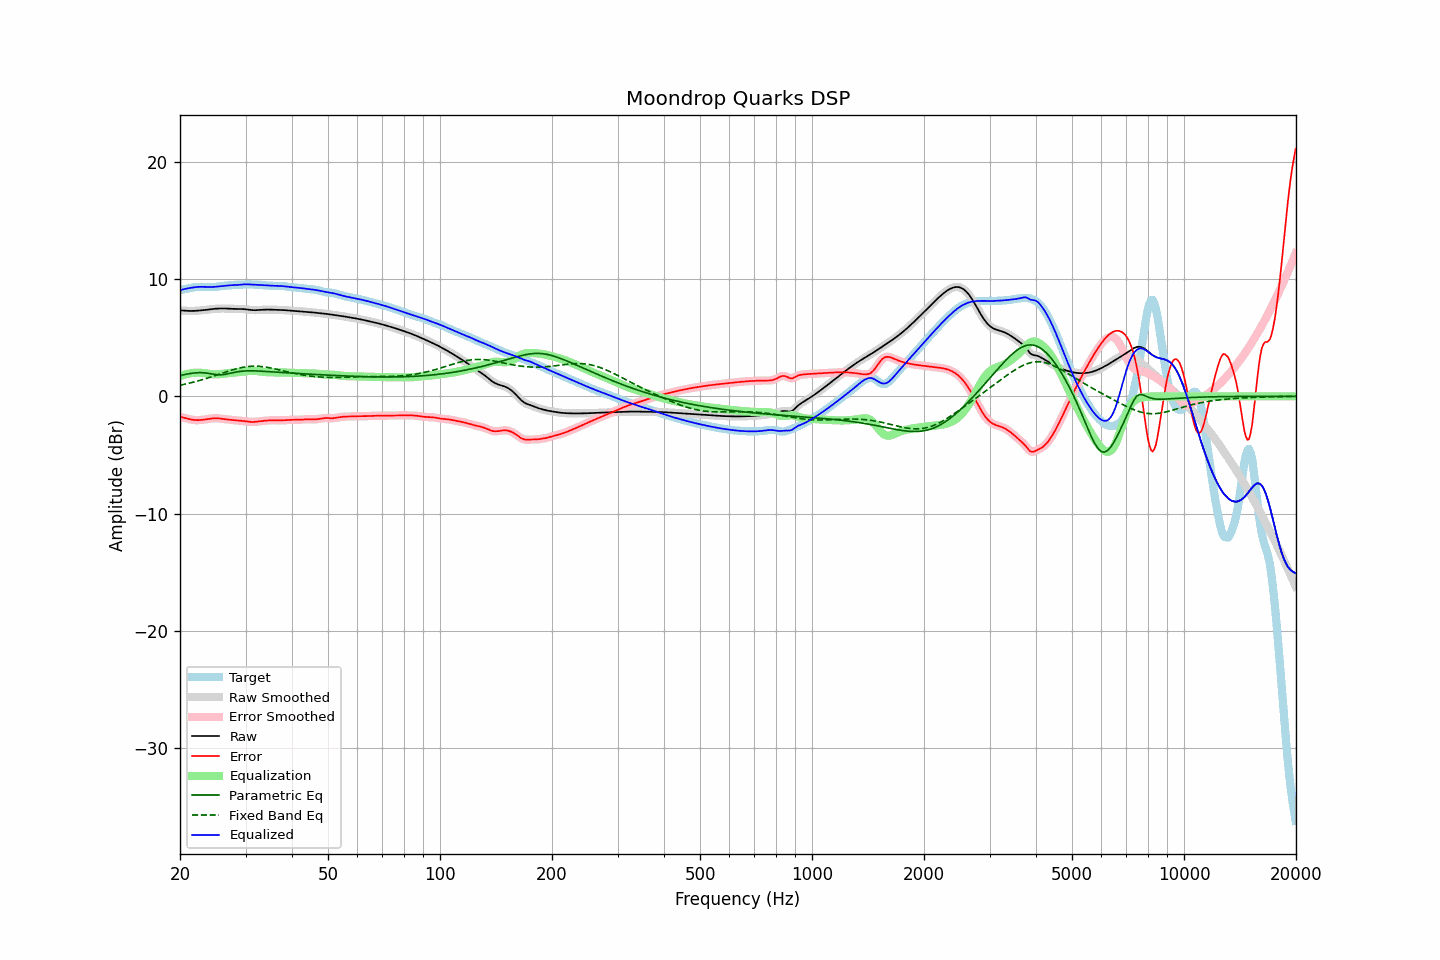 Moondrop Quarks DSP
20
10
0
−10
−20
−30
Amplitude (dBr)
Target
Raw Smoothed
Error Smoothed
Raw
Error
Equalization
Parametric Eq
Fixed Band Eq
Equalized
20 50 100 200 500 1000 2000 5000 10000 20000
Frequency (Hz)